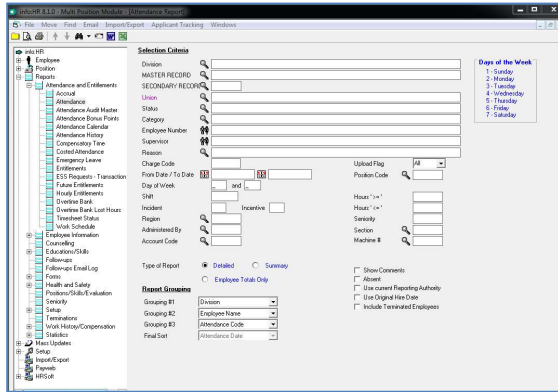 info:HR 8.1.0 - Multi Position Module - [Attendance Report]
File Move Find Email Import/Export Applicant Tracking Windows
info:HR
Employee
Position
Reports
Attendance and Entitlements
Accrual
Attendance
Attendance Audit Master
Attendance Bonus Points
Attendance Calendar
Attendance History
Compensatory Time
Costed Attendance
Emergency Leave
Entitlements
ESS Requests - Transaction
Future Entitlements
Hourly Entitlements
Overtime Bank
Overtime Bank Lost Hours
Timesheet Status
Work Schedule
Employee Information
Counselling
Educations/Skills
Follow-ups
Follow-ups Email Log
Forms
Health and Safety
Positions/Skills/Evaluation
Seniority
Setup
Terminations
Work History/Compensation
Statistics
Mass Updates
Setup
Import/Export
Payweb
HRSoft
Selection Criteria
Division
MASTER RECORD
SECONDARY RECOR
Union
Status
Category
Employee Number
Supervisor
Reason
Charge Code
Upload Flag All
From Date / To Date
Position Code
Day of Week _ and _
Shift
Hours '>='
Incident Incentive
Hours '<='
Region
Seniority
Administered By
Section
Account Code
Machine #
Days of the Week
1 - Sunday
2 - Monday
3 - Tuesday
4 - Wednesday
5 - Thursday
6 - Friday
7 - Saturday
Type of Report Detailed Summary
Employee Totals Only
Show Comments
Absent
Use current Reporting Authority
Use Original Hire Date
Include Terminated Employees
Report Grouping
Grouping #1 Division
Grouping #2 Employee Name
Grouping #3 Attendance Code
Final Sort Attendance Date